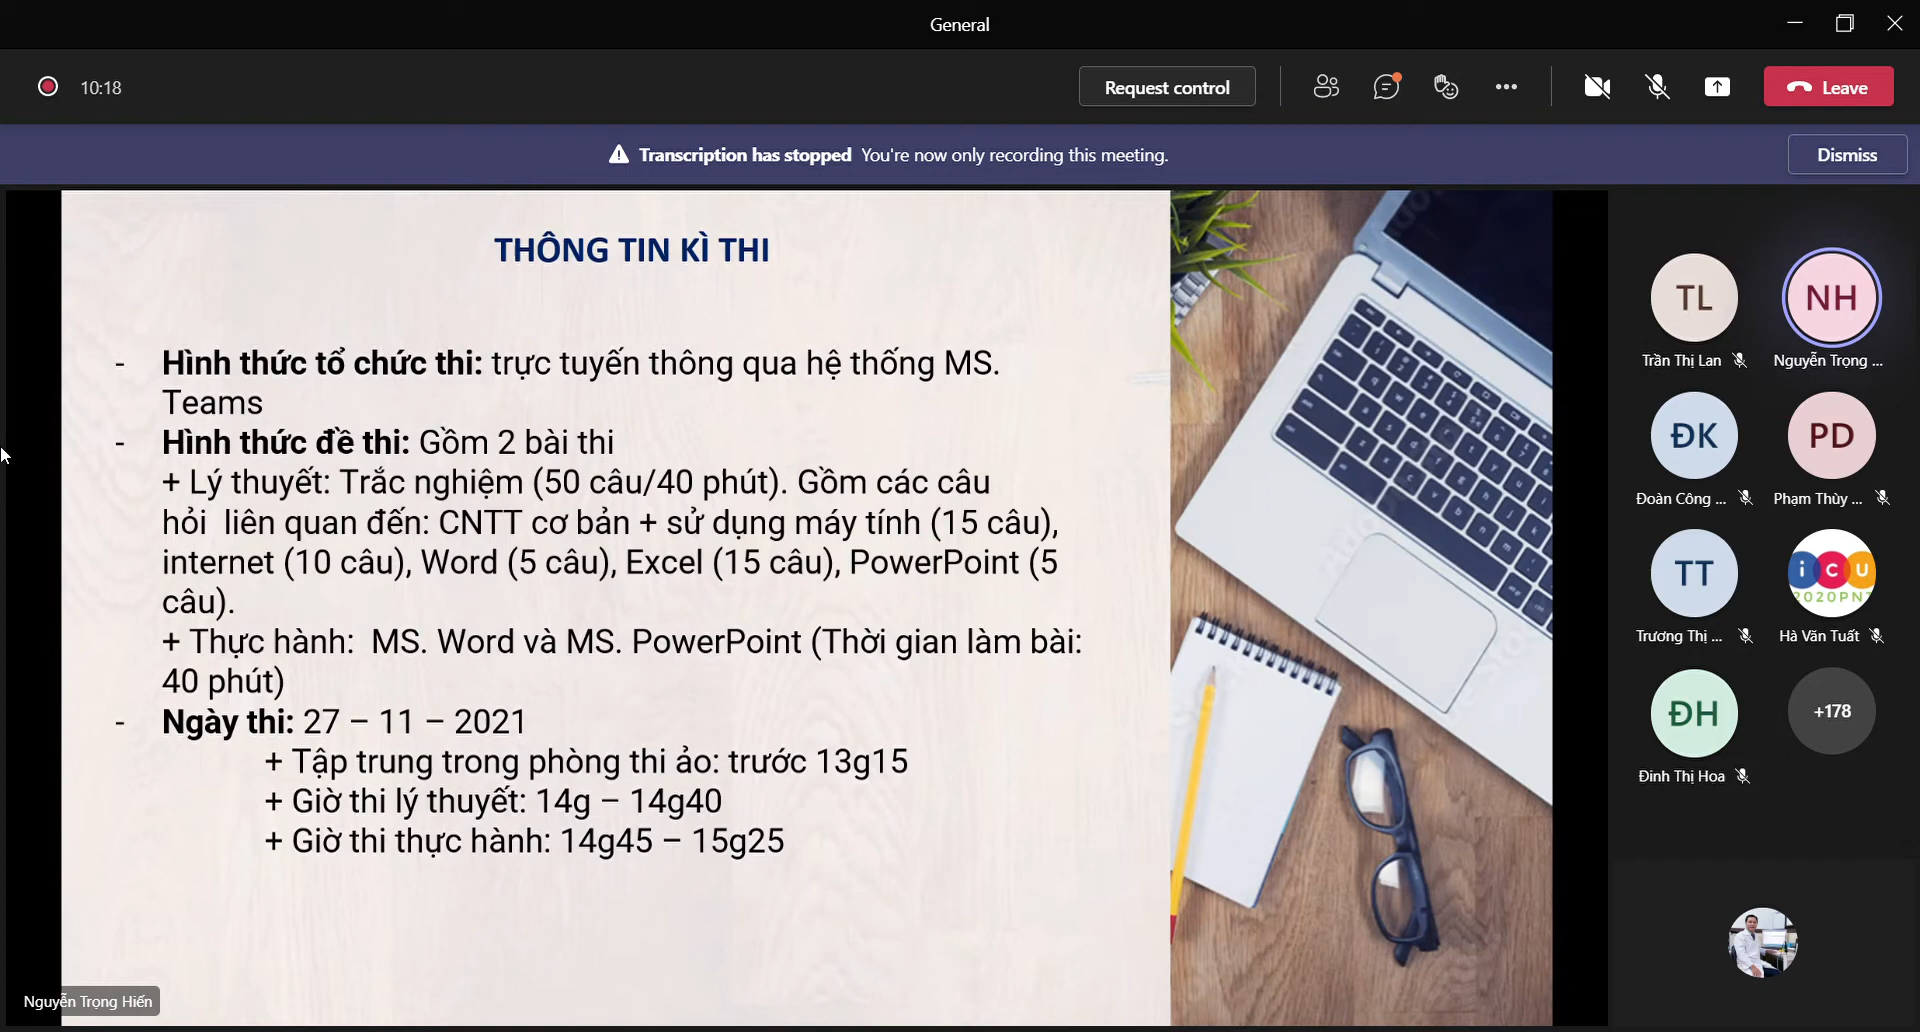 General
10:18
Request control
Leave
Transcription has stopped You're now only recording this meeting.
Dismiss
THÔNG TIN KÌ THI
- Hình thức tổ chức thi: trực tuyến thông qua hệ thống MS.
Teams
- Hình thức đề thi: Gồm 2 bài thi
+ Lý thuyết: Trắc nghiệm (50 câu/40 phút). Gồm các câu
hỏi liên quan đến: CNTT cơ bản + sử dụng máy tính (15 câu),
internet (10 câu), Word (5 câu), Excel (15 câu), PowerPoint (5
câu).
+ Thực hành: MS. Word và MS. PowerPoint (Thời gian làm bài:
40 phút)
- Ngày thi: 27 – 11 – 2021
+ Tập trung trong phòng thi ảo: trước 13g15
+ Giờ thi lý thuyết: 14g – 14g40
+ Giờ thi thực hành: 14g45 – 15g25
Nguyễn Trọng Hiến
TL
Trần Thị Lan
NH
Nguyễn Trọng ...
ĐK
Đoàn Công ...
PD
Phạm Thùy ...
TT
Trương Thị ...
iCU
2020PNT
Hà Văn Tuất
ĐH
Đinh Thị Hoa
+178